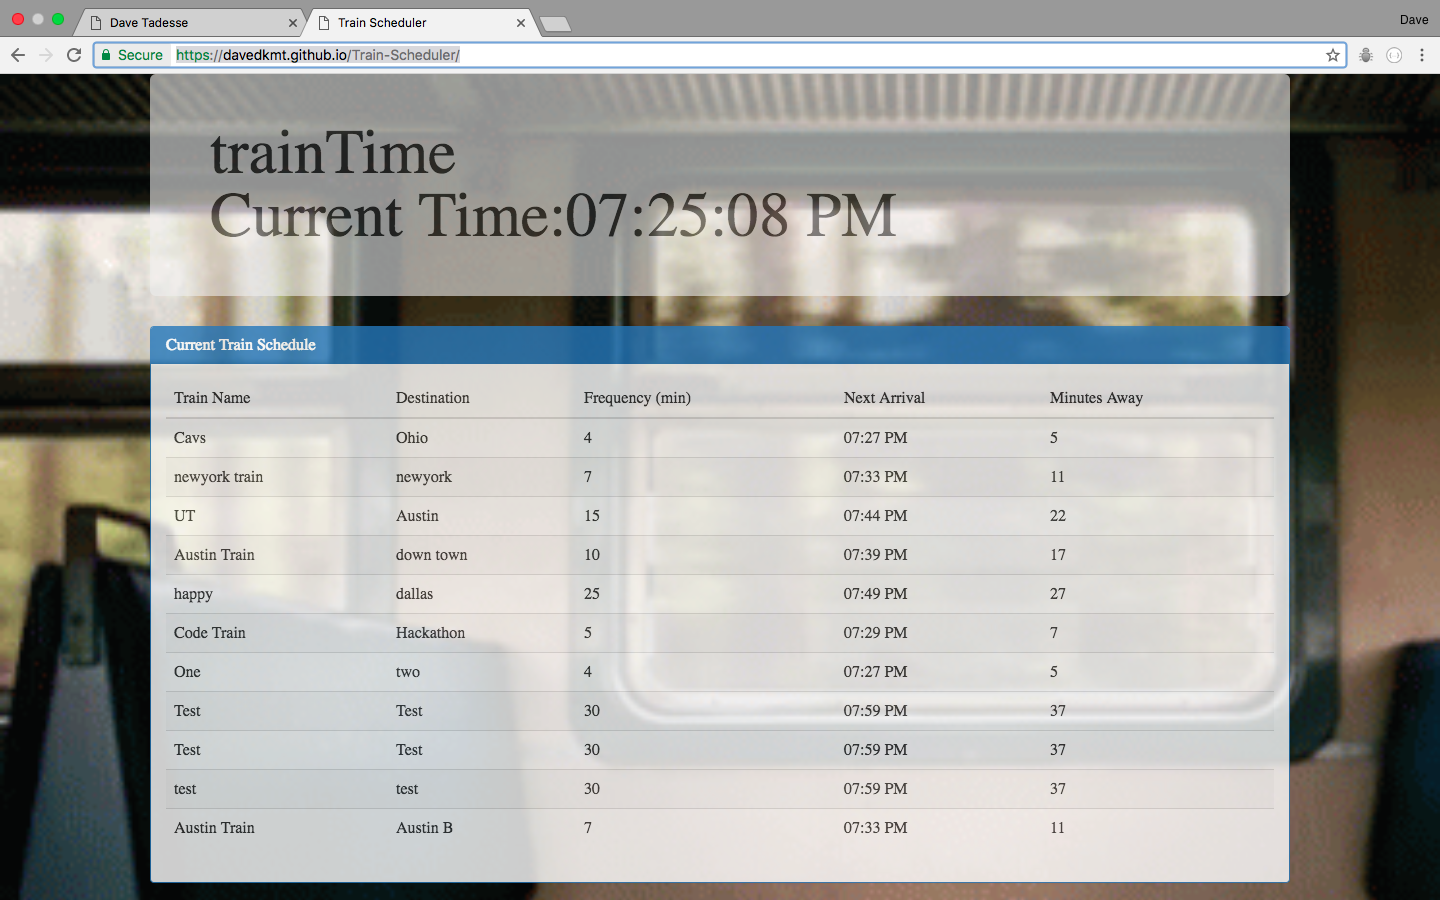 Dave Tadesse
Train Scheduler
Dave
Secure https://davedkmt.github.io/Train-Scheduler/
trainTime
Current Time:07:25:08 PM
Current Train Schedule
Train Name Destination Frequency (min) Next Arrival Minutes Away
Cavs Ohio 4 07:27 PM 5
newyork train newyork 7 07:33 PM 11
UT Austin 15 07:44 PM 22
Austin Train down town 10 07:39 PM 17
happy dallas 25 07:49 PM 27
Code Train Hackathon 5 07:29 PM 7
One two 4 07:27 PM 5
Test Test 30 07:59 PM 37
Test Test 30 07:59 PM 37
test test 30 07:59 PM 37
Austin Train Austin B 7 07:33 PM 11